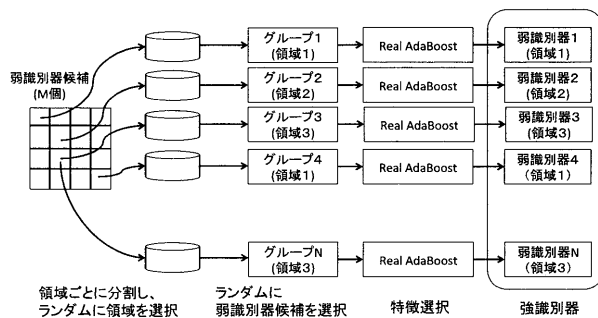 弱識別器候補
(M個)
グループ1
(領域1)
Real AdaBoost
弱識別器1
(領域1)
グループ2
(領域2)
Real AdaBoost
弱識別器2
(領域2)
グループ3
(領域3)
Real AdaBoost
弱識別器3
(領域3)
グループ4
(領域1)
Real AdaBoost
弱識別器4
(領域1)
グループN
(領域3)
Real AdaBoost
弱識別器N
(領域3)
領域ごとに分割し、
ランダムに領域を選択
ランダムに
弱識別器候補を選択
特徴選択
強識別器